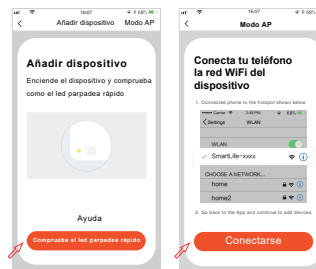 16:07
Añadir dispositivo
Modo AP
Añadir dispositivo
Enciende el dispositivo y comprueba
como el led parpadea rápido
Ayuda
Comprueba el led parpadea rápido
16:07
Modo AP
Conecta tu teléfono
la red WiFi del
dispositivo
1. Connected phone to the hotspot shown below
Settings
WLAN
WLAN
SmartLife-xxxx
CHOOSE A NETWORK...
home
home2
2. Go back to the App and continue to add devices
Conectarse